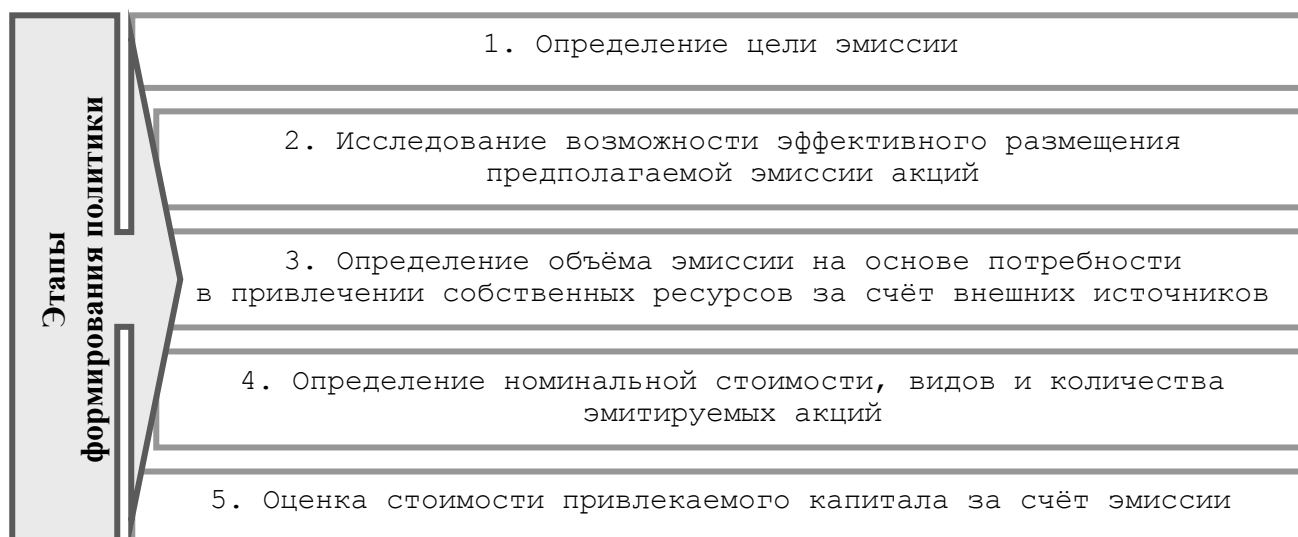 Этапы
формирования политики
1. Определение цели эмиссии
2. Исследование возможности эффективного размещения
предполагаемой эмиссии акций
3. Определение объёма эмиссии на основе потребности
в привлечении собственных ресурсов за счёт внешних источников
4. Определение номинальной стоимости, видов и количества
эмитируемых акций
5. Оценка стоимости привлекаемого капитала за счёт эмиссии